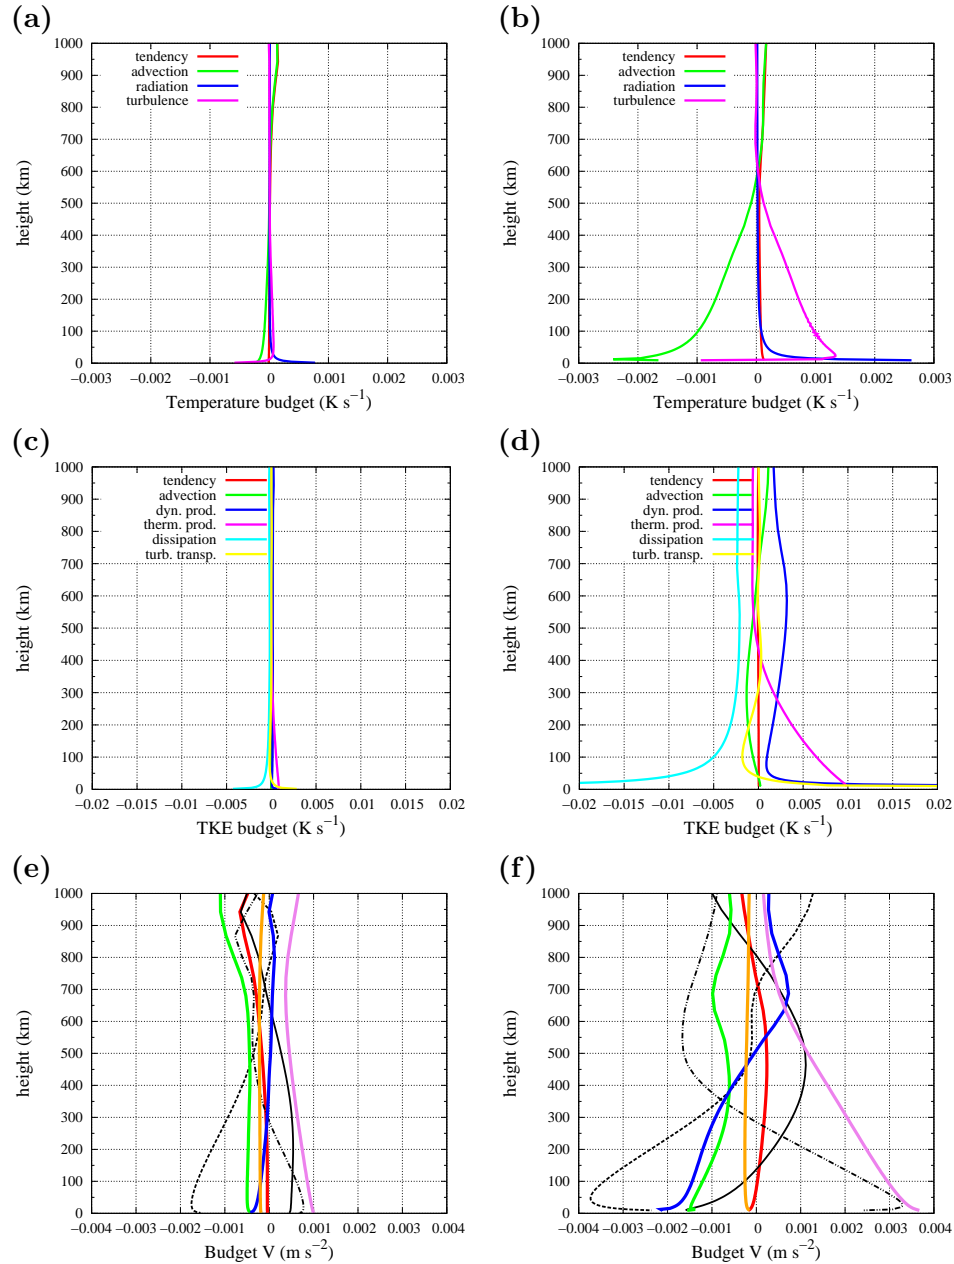 (a)
1000
900
800
700
600
500
400
300
200
100
0
height (km)
tendency
advection
radiation
turbulence
−0.003 −0.002 −0.001 0 0.001 0.002 0.003
Temperature budget (K s−1)
(b)
1000
900
800
700
600
500
400
300
200
100
0
height (km)
tendency
advection
radiation
turbulence
−0.003 −0.002 −0.001 0 0.001 0.002 0.003
Temperature budget (K s−1)
(c)
1000
900
800
700
600
500
400
300
200
100
0
height (km)
tendency
advection
dyn. prod.
therm. prod.
dissipation
turb. transp.
−0.02 −0.015 −0.01 −0.005 0 0.005 0.01 0.015 0.02
TKE budget (K s−1)
(d)
1000
900
800
700
600
500
400
300
200
100
0
height (km)
tendency
advection
dyn. prod.
therm. prod.
dissipation
turb. transp.
−0.02 −0.015 −0.01 −0.005 0 0.005 0.01 0.015 0.02
TKE budget (K s−1)
(e)
1000
900
800
700
600
500
400
300
200
100
0
height (km)
−0.004 −0.003 −0.002 −0.001 0 0.001 0.002 0.003 0.004
Budget V (m s−2)
(f)
1000
900
800
700
600
500
400
300
200
100
0
height (km)
−0.004 −0.003 −0.002 −0.001 0 0.001 0.002 0.003 0.004
Budget V (m s−2)